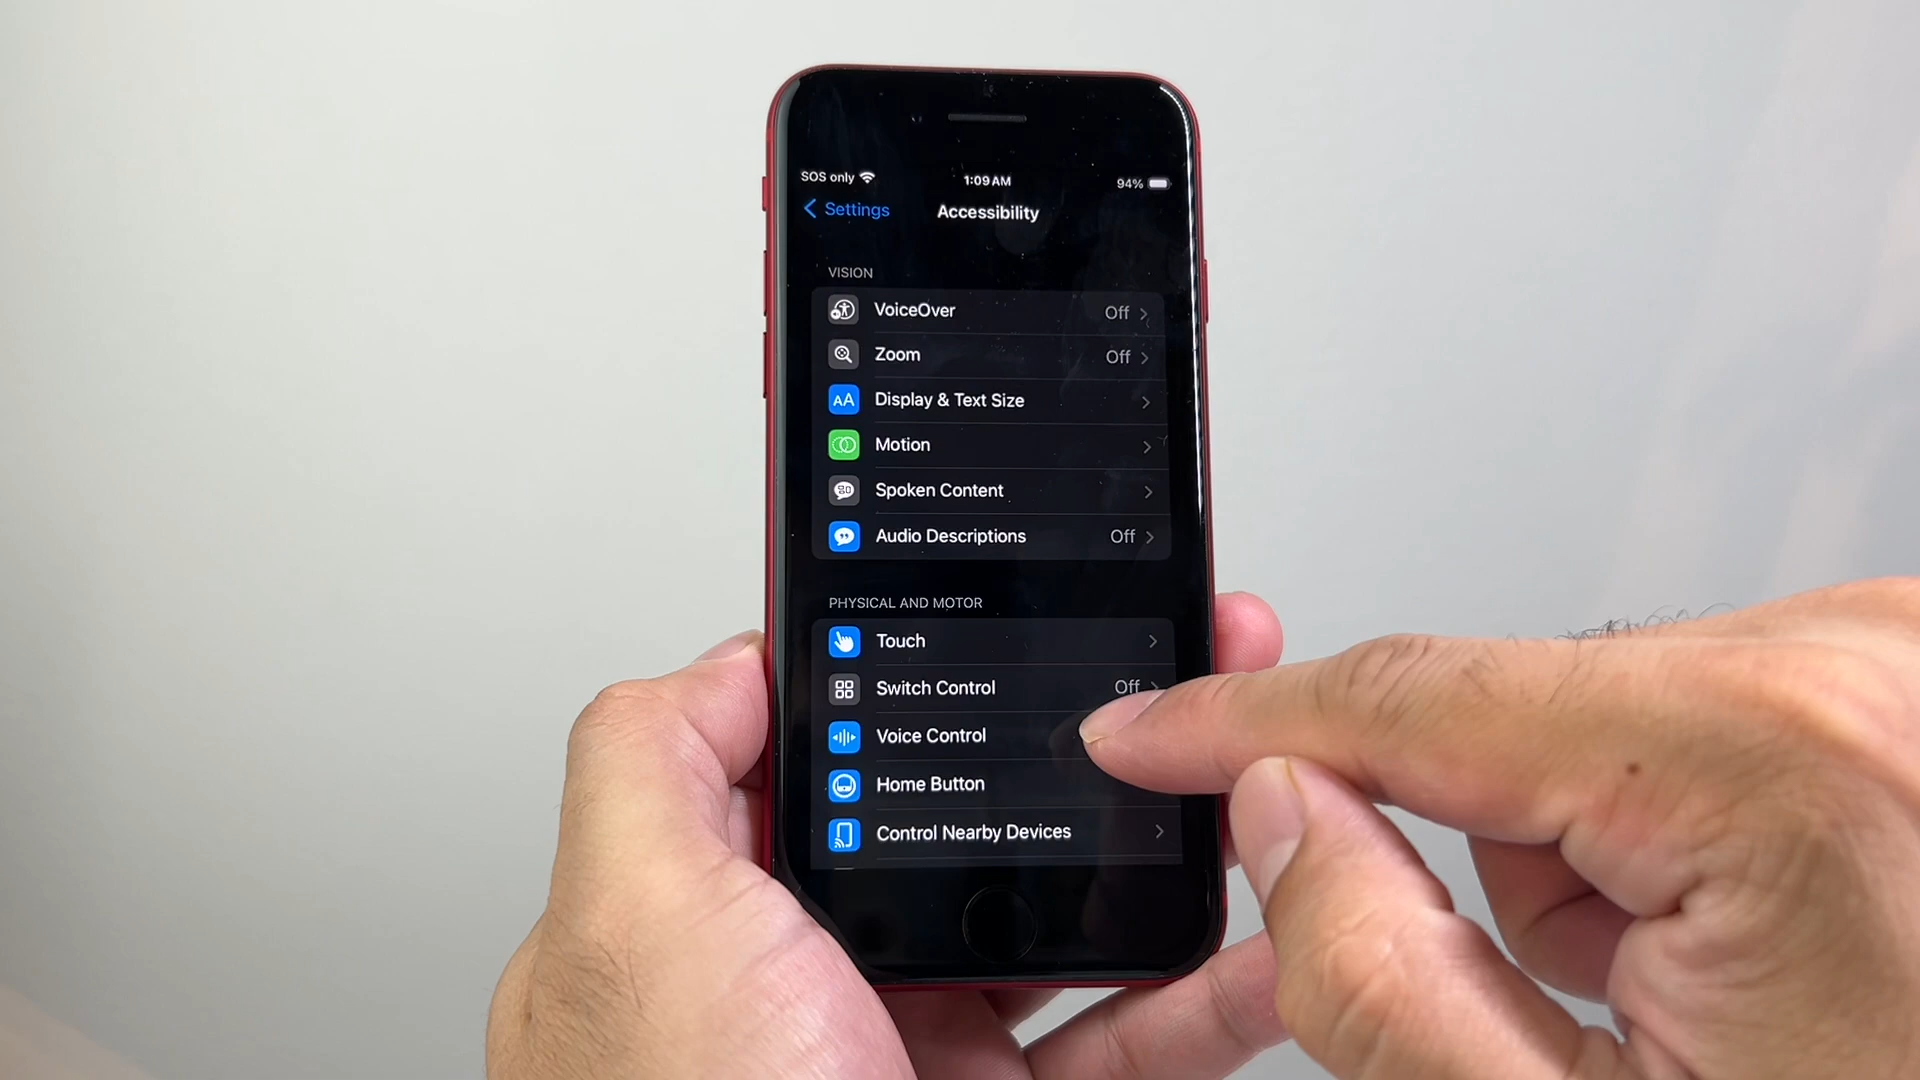 SOS only
1:09 AM
94%
Settings
Accessibility
VISION
VoiceOver Off
Zoom Off
Display & Text Size
Motion
Spoken Content
Audio Descriptions Off
PHYSICAL AND MOTOR
Touch
Switch Control Off
Voice Control
Home Button
Control Nearby Devices